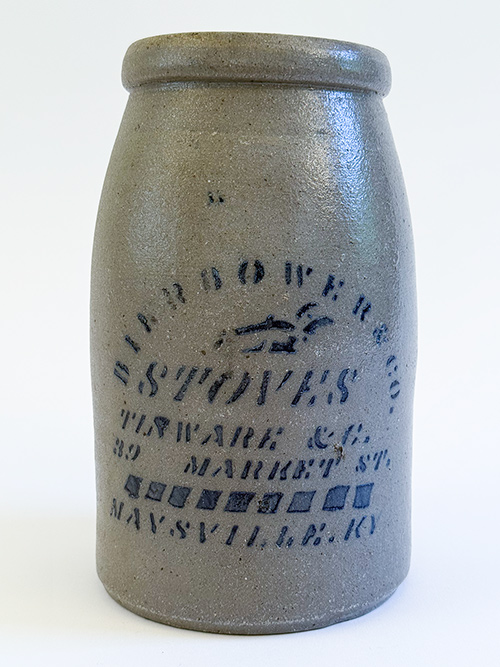 BIERBOWER & CO.
STOVES
TINWARE &C.
39 MARKET ST.
MAYSVILLE. KY